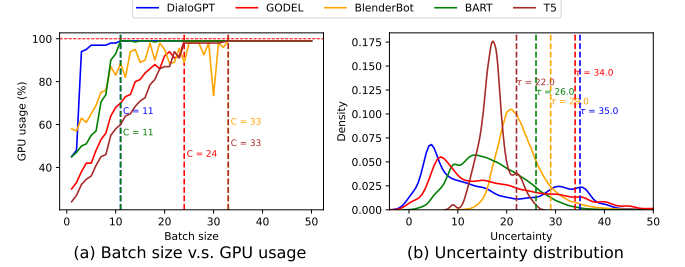 DialoGPT GODEL BlenderBot BART T5
GPU usage (%)
100
80
60
40
C = 11
C = 11
C = 24
C = 33
C = 33
0 10 20 30 40 50
Batch size
(a) Batch size v.s. GPU usage
Density
0.175
0.150
0.125
0.100
0.075
0.050
0.025
0.000
τ = 34.0
τ = 22.0
τ = 26.0
τ = 35.0
0 10 20 30 40 50
Uncertainty
(b) Uncertainty distribution